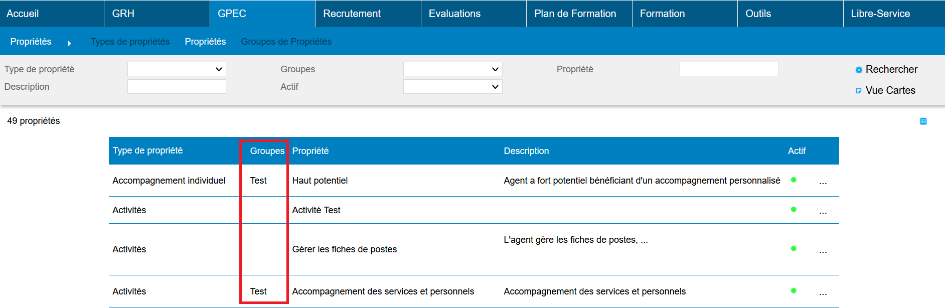 Accueil GRH GPEC Recrutement Evaluations Plan de Formation Formation Outils Libre-Service
Propriétés Types de propriétés Propriétés Groupes de Propriétés
Type de propriété Groupes Propriété Rechercher
Description Actif Vue Cartes
49 propriétés
Type de propriété Groupes Propriété Description Actif
Accompagnement individuel Test Haut potentiel Agent a fort potentiel bénéficiant d'un accompagnement personnalisé ...
Activités Activité Test ...
Activités Gérer les fiches de postes L'agent gère les fiches de postes, ... ...
Activités Test Accompagnement des services et personnels Accompagnement des services et personnels ...